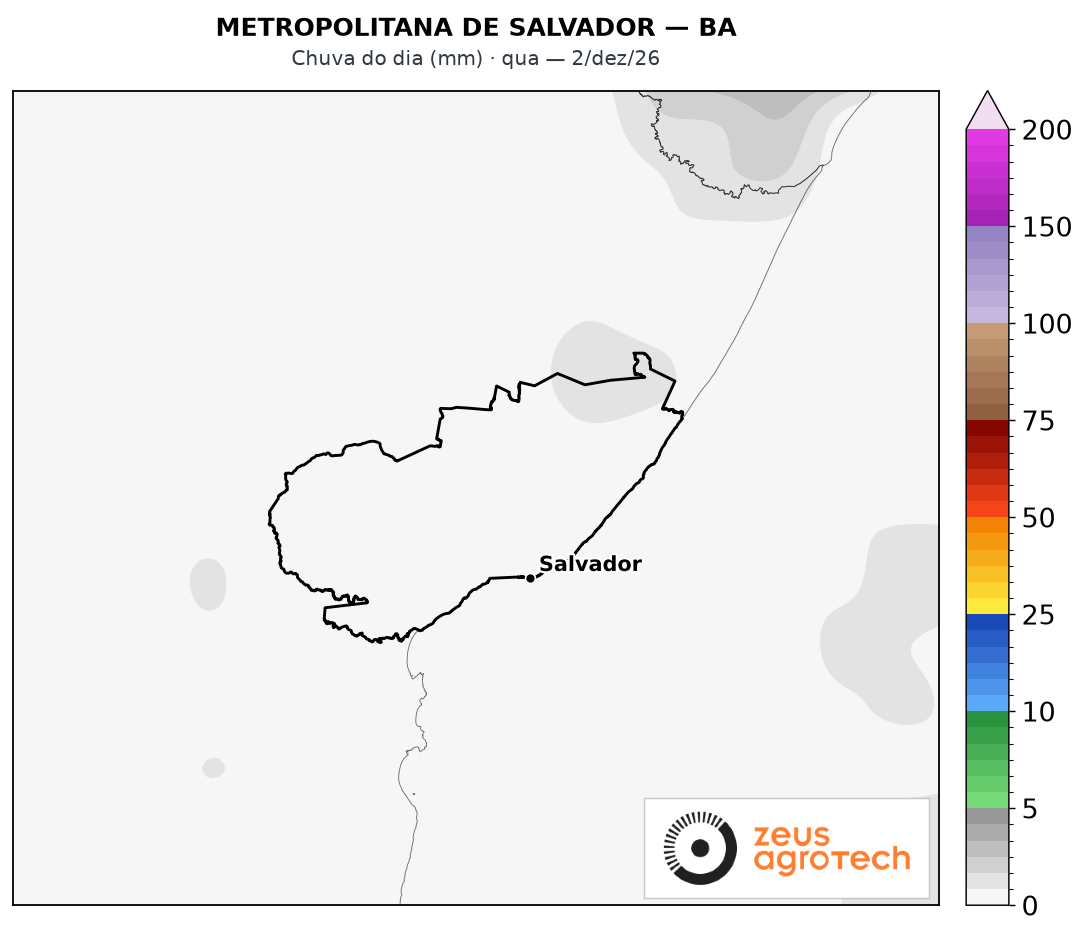 METROPOLITANA DE SALVADOR — BA
Chuva do dia (mm) · qua — 2/dez/26
200
150
100
75
50
25
10
5
0
Salvador
zeus
agrotech